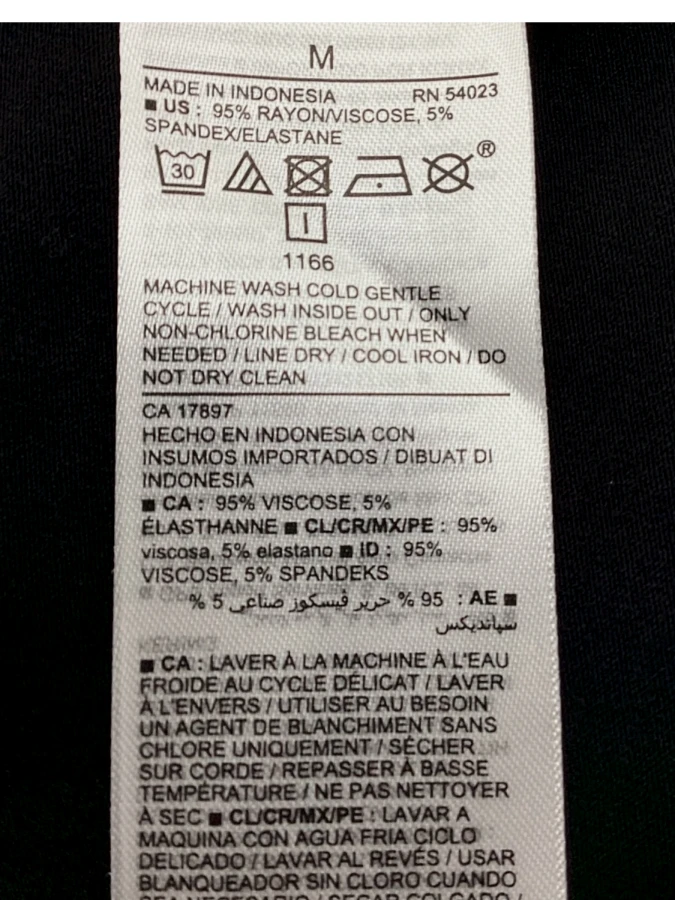 M
MADE IN INDONESIA RN 54023
■ US : 95% RAYON/VISCOSE, 5%
SPANDEX/ELASTANE
30
®
I
1166
MACHINE WASH COLD GENTLE
CYCLE / WASH INSIDE OUT / ONLY
NON-CHLORINE BLEACH WHEN
NEEDED / LINE DRY / COOL IRON / DO
NOT DRY CLEAN
CA 17897
HECHO EN INDONESIA CON
INSUMOS IMPORTADOS / DIBUAT DI
INDONESIA
■ CA : 95% VISCOSE, 5%
ÉLASTHANNE ■ CL/CR/MX/PE : 95%
viscosa, 5% elastano ■ ID : 95%
VISCOSE, 5% SPANDEKS
■ AE : 95 % حرير ڤيسكوز صناعي 5 %
سپانديكس
■ CA : LAVER À LA MACHINE À L'EAU
FROIDE AU CYCLE DÉLICAT / LAVER
À L'ENVERS / UTILISER AU BESOIN
UN AGENT DE BLANCHIMENT SANS
CHLORE UNIQUEMENT / SÉCHER
SUR CORDE / REPASSER À BASSE
TEMPÉRATURE / NE PAS NETTOYER
À SEC ■ CL/CR/MX/PE : LAVAR A
MAQUINA CON AGUA FRIA CICLO
DELICADO / LAVAR AL REVÉS / USAR
BLANQUEADOR SIN CLORO CUANDO
SEA NECESARIO / SECAR COLGADO /